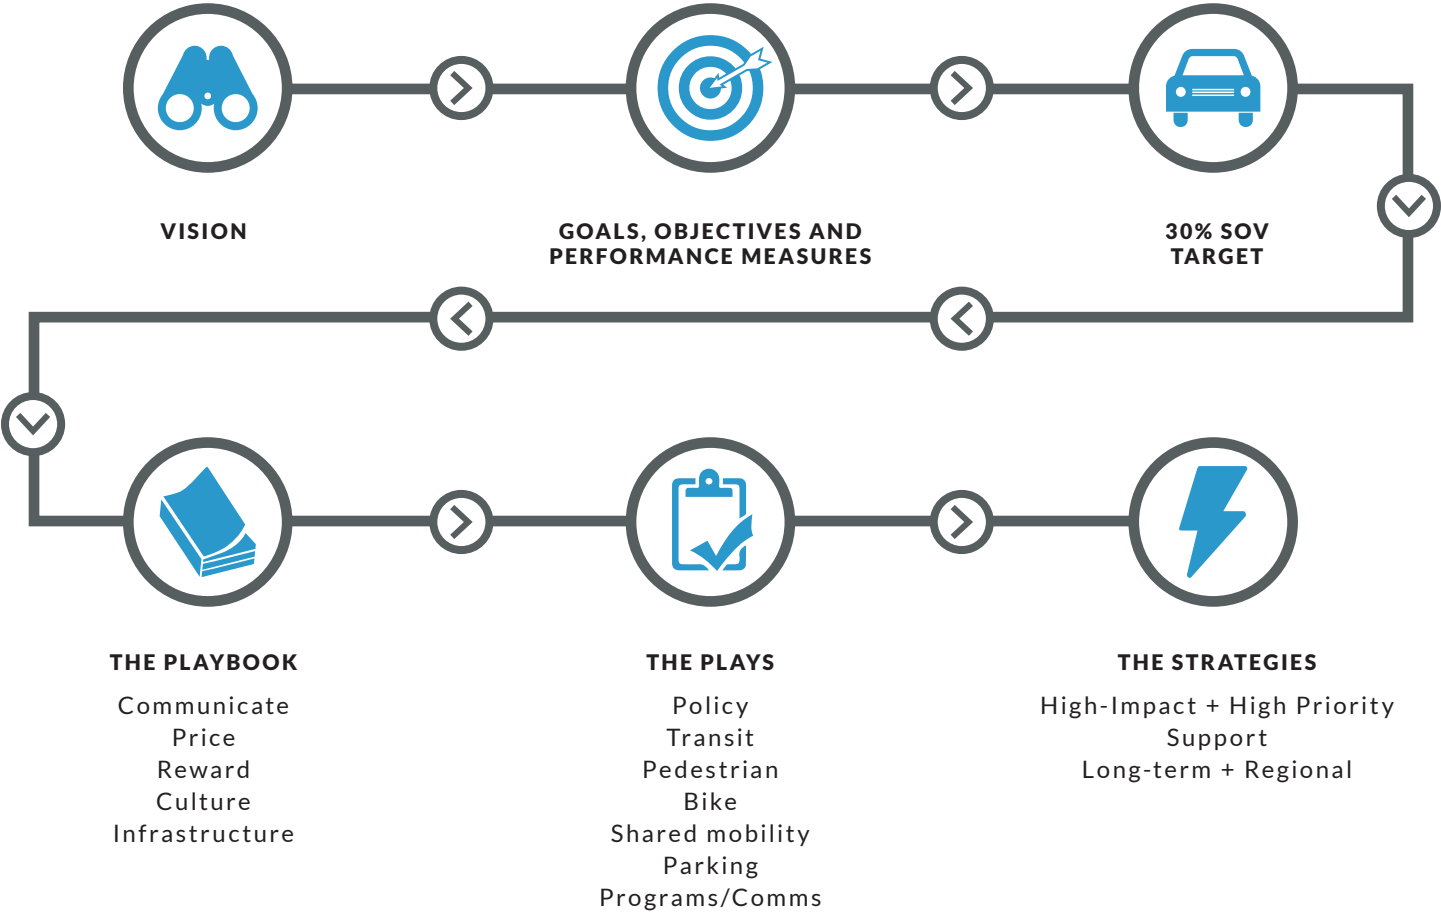 VISION
GOALS, OBJECTIVES AND
PERFORMANCE MEASURES
30% SOV
TARGET
THE PLAYBOOK
Communicate
Price
Reward
Culture
Infrastructure
THE PLAYS
Policy
Transit
Pedestrian
Bike
Shared mobility
Parking
Programs/Comms
THE STRATEGIES
High-Impact + High Priority
Support
Long-term + Regional